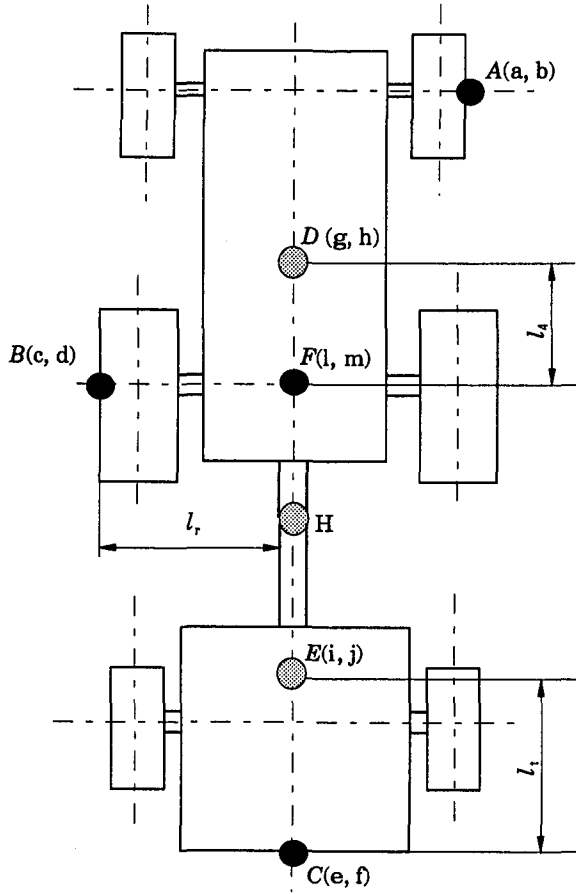 A(a, b)
D (g, h)
l₄
B(c, d)
F(l, m)
lᵣ
H
E(i, j)
lₜ
C(e, f)